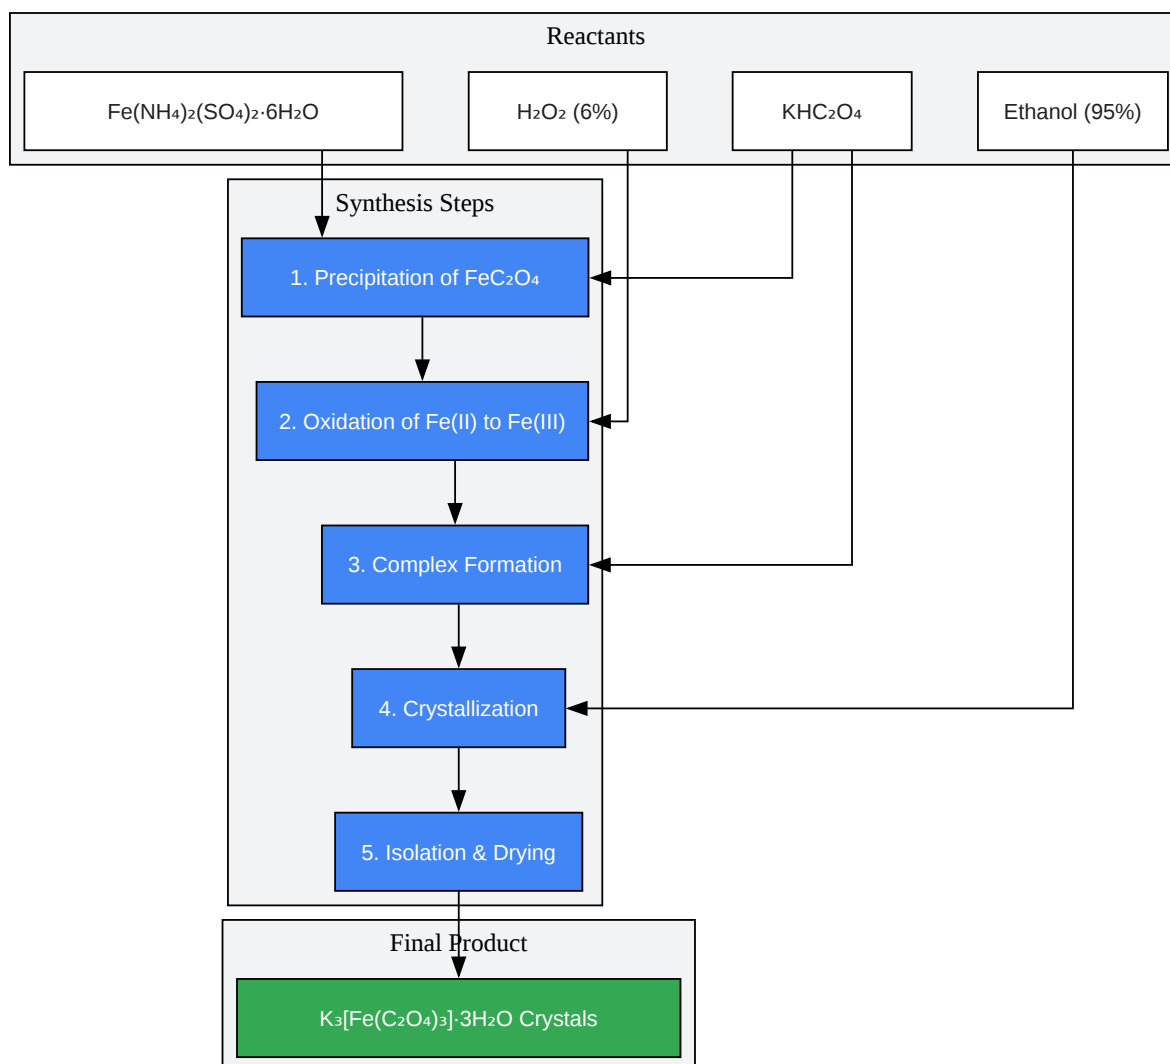 Reactants
Fe(NH₄)₂(SO₄)₂·6H₂O
H₂O₂ (6%)
KHC₂O₄
Ethanol (95%)
Synthesis Steps
1. Precipitation of FeC₂O₄
2. Oxidation of Fe(II) to Fe(III)
3. Complex Formation
4. Crystallization
5. Isolation & Drying
Final Product
K₃[Fe(C₂O₄)₃]·3H₂O Crystals